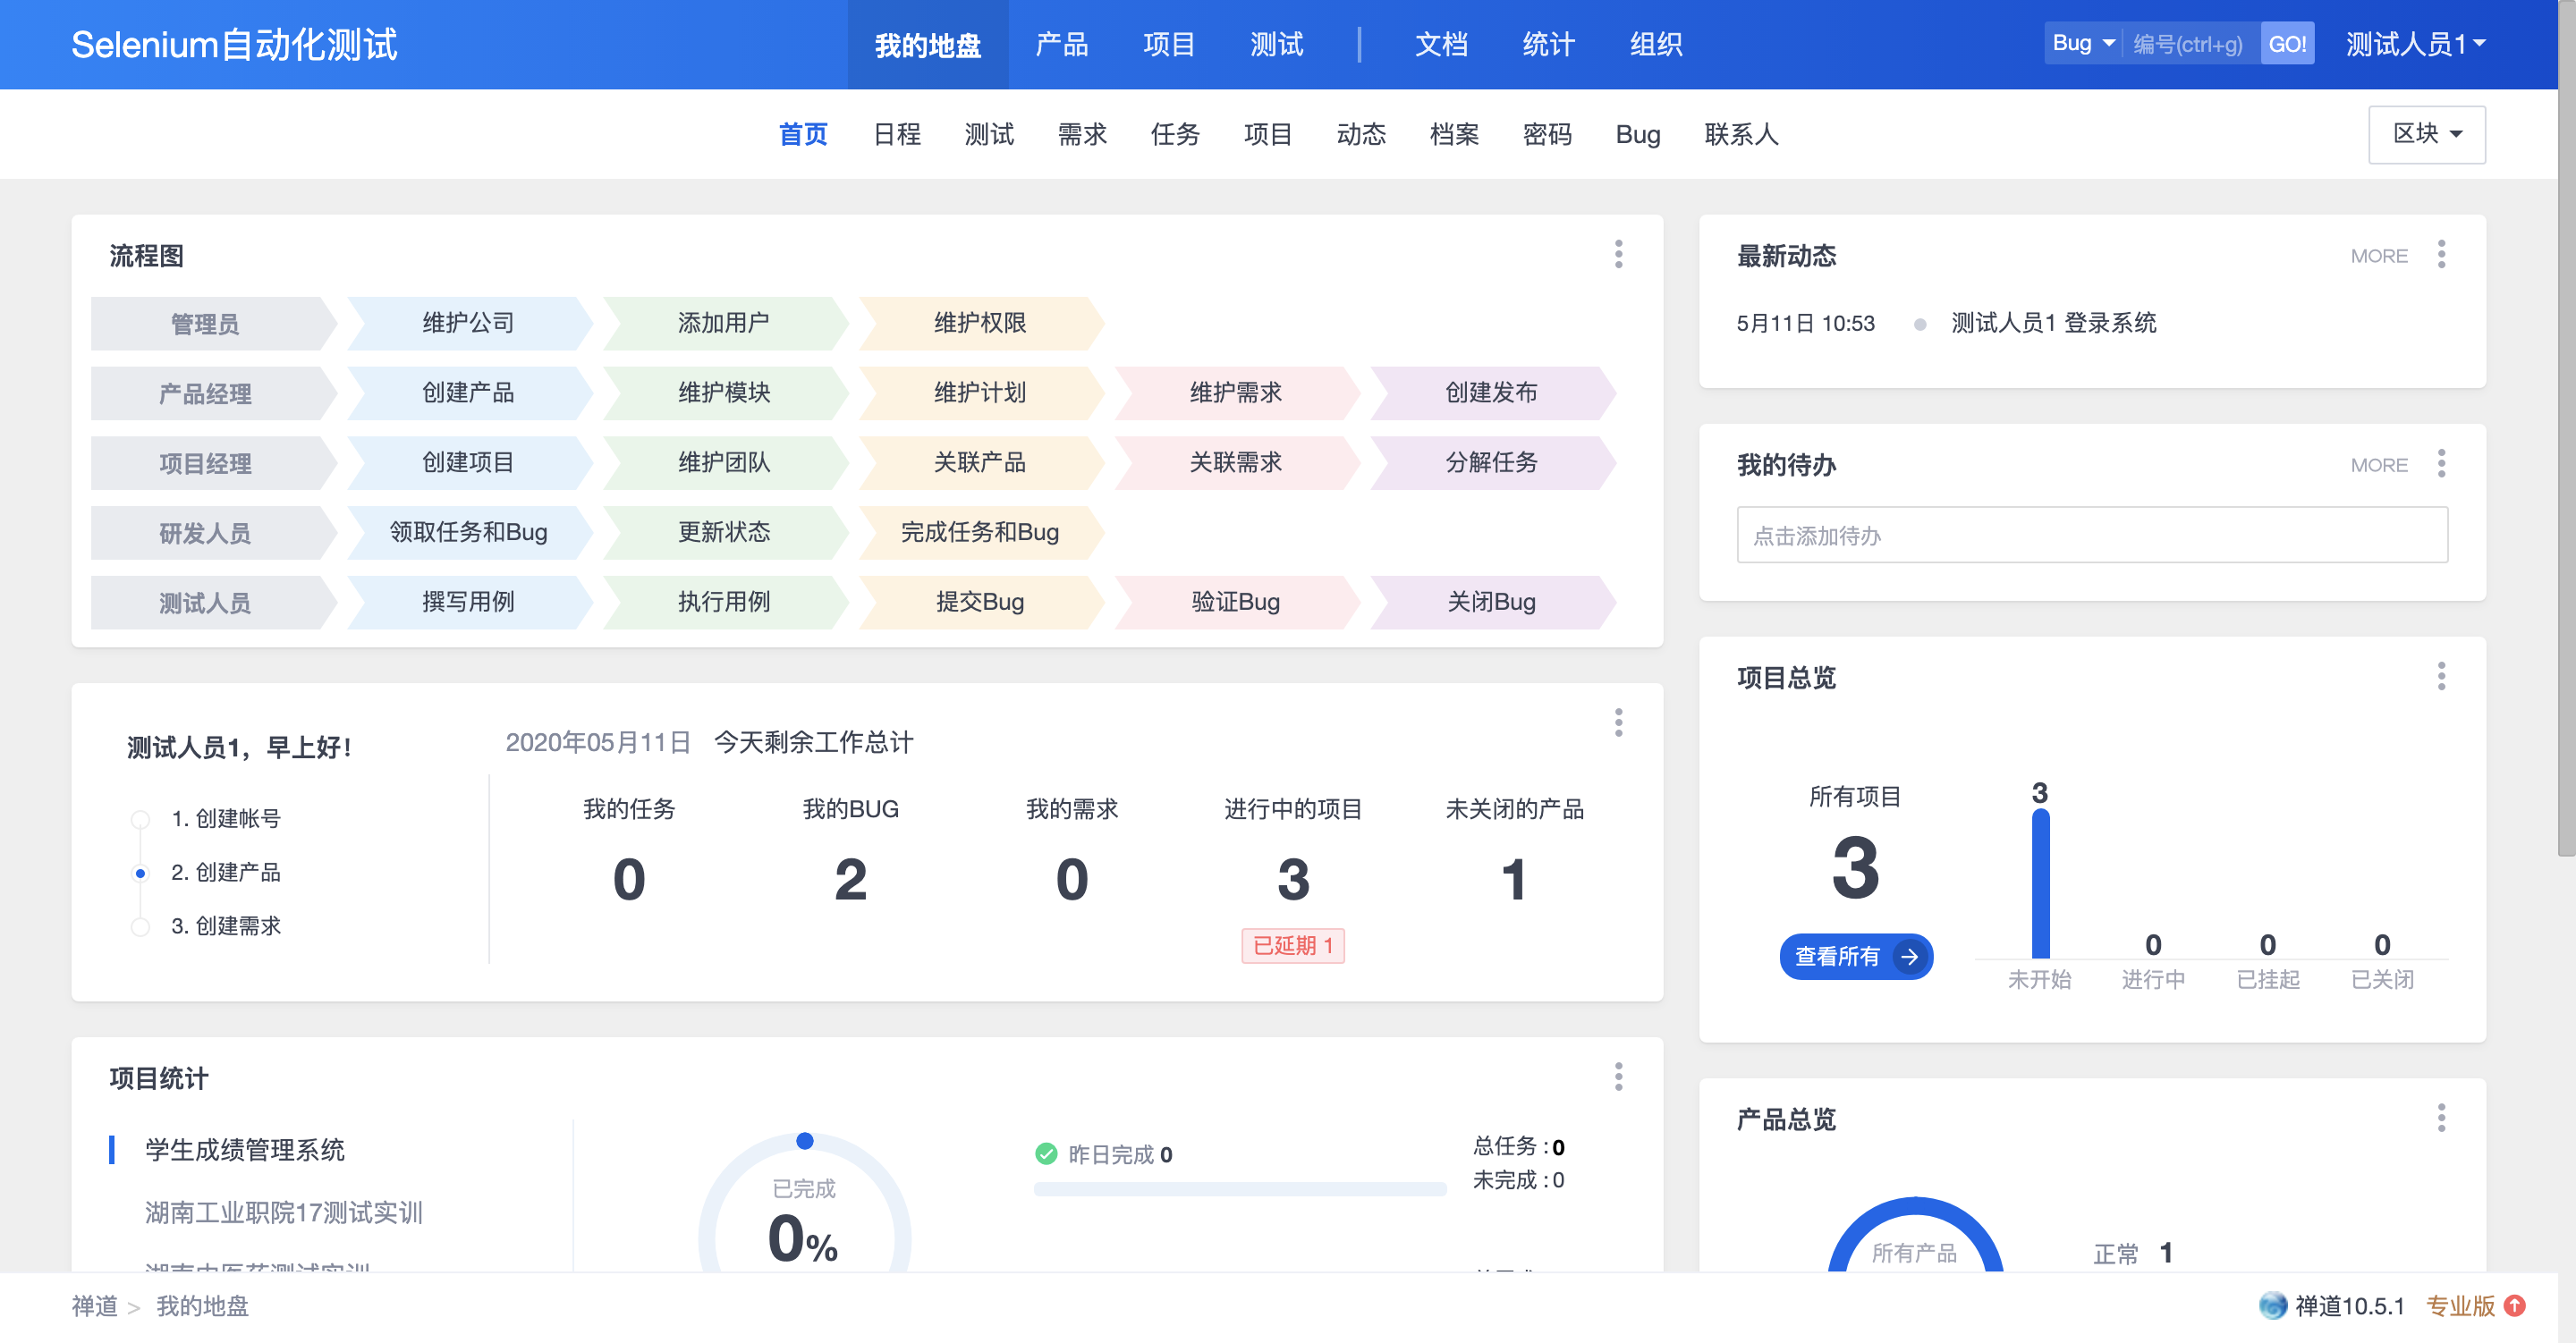 Selenium自动化测试
我的地盘 产品 项目 测试 | 文档 统计 组织
Bug 编号(ctrl+g) GO! 测试人员1
首页 日程 测试 需求 任务 项目 动态 档案 密码 Bug 联系人
区块
流程图
管理员 维护公司 添加用户 维护权限
产品经理 创建产品 维护模块 维护计划 维护需求 创建发布
项目经理 创建项目 维护团队 关联产品 关联需求 分解任务
研发人员 领取任务和Bug 更新状态 完成任务和Bug
测试人员 撰写用例 执行用例 提交Bug 验证Bug 关闭Bug
测试人员1，早上好！
1. 创建帐号
2. 创建产品
3. 创建需求
2020年05月11日 今天剩余工作总计
我的任务 我的BUG 我的需求 进行中的项目 未关闭的产品
0 2 0 3 1
已延期 1
项目统计
学生成绩管理系统
湖南工业职院17测试实训
已完成
0%
昨日完成 0
总任务 :0
未完成 :0
最新动态
MORE
5月11日 10:53 测试人员1 登录系统
我的待办
MORE
点击添加待办
项目总览
所有项目
3
查看所有
3 0 0 0
未开始 进行中 已挂起 已关闭
产品总览
所有产品
正常 1
禅道 > 我的地盘
禅道10.5.1 专业版